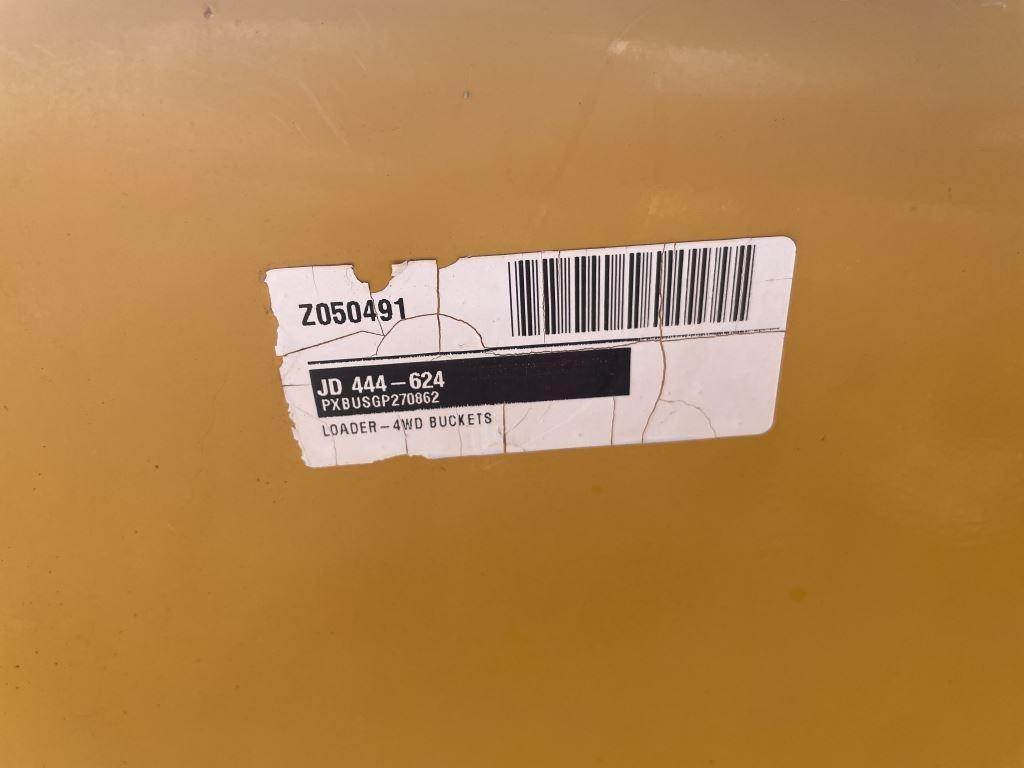 Z050491
JD 444-624
PXBUSGP270862
LOADER-4WD BUCKETS